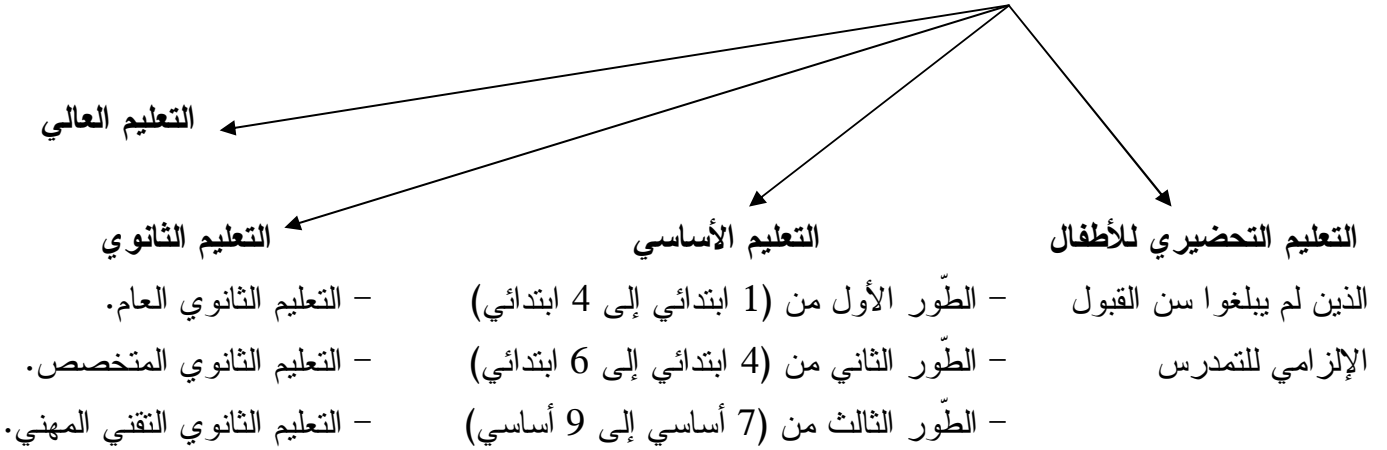 التعليم العالي
التعليم التحضيري للأطفال
الذين لم يبلغوا سن القبول
الإلزامي للتمدرس
التعليم الأساسي
- الطّور الأول من (1 ابتدائي إلى 4 ابتدائي)
- الطّور الثاني من (4 ابتدائي إلى 6 ابتدائي)
- الطّور الثالث من (7 أساسي إلى 9 أساسي)
التعليم الثانوي
- التعليم الثانوي العام.
- التعليم الثانوي المتخصص.
- التعليم الثانوي التقني المهني.